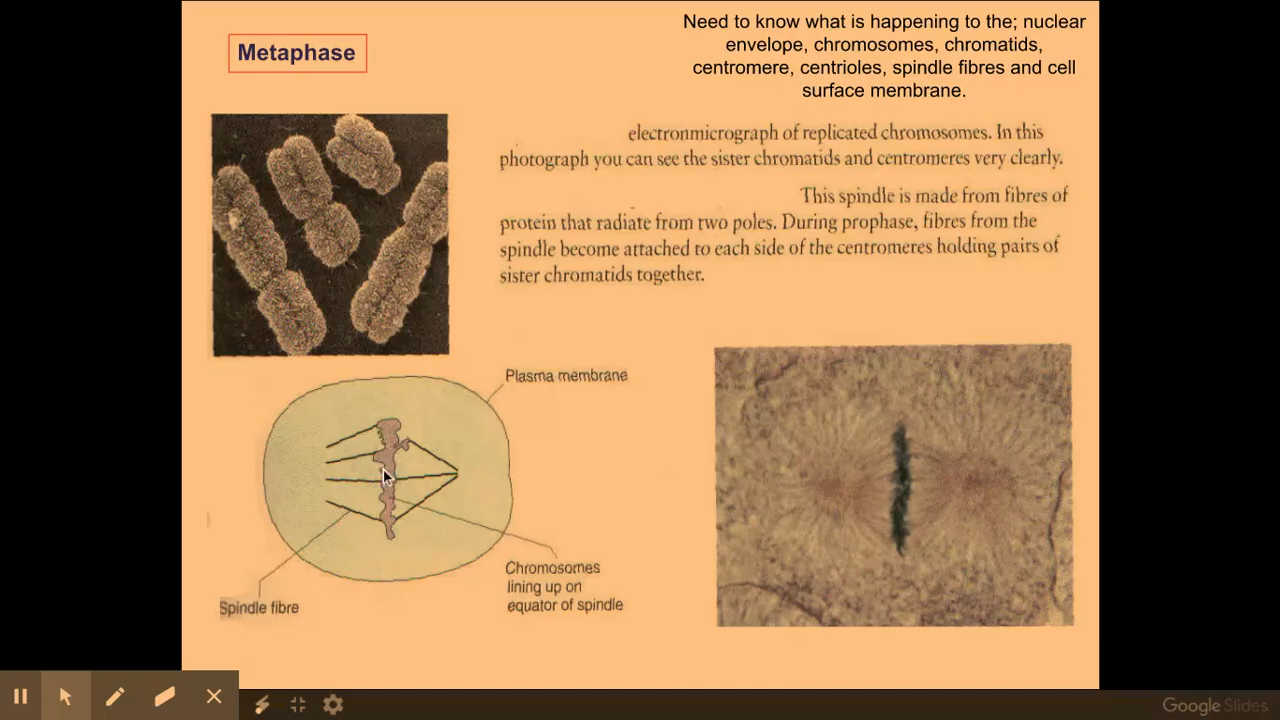 Metaphase
Need to know what is happening to the; nuclear
envelope, chromosomes, chromatids,
centromere, centrioles, spindle fibres and cell
surface membrane.
electronmicrograph of replicated chromosomes. In this
photograph you can see the sister chromatids and centromeres very clearly.
This spindle is made from fibres of
protein that radiate from two poles. During prophase, fibres from the
spindle become attached to each side of the centromeres holding pairs of
sister chromatids together.
Plasma membrane
Chromosomes
lining up on
equator of spindle
Spindle fibre
Google Slides